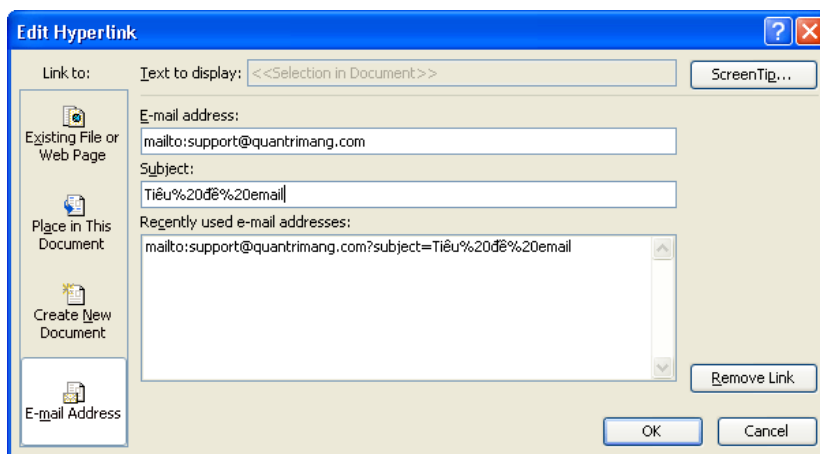 Edit Hyperlink
Link to:
Text to display: <<Selection in Document>>
ScreenTip...
Existing File or
Web Page
Place in This
Document
Create New
Document
E-mail Address
E-mail address:
mailto:support@quantrimang.com
Subject:
Tiêu%20đề%20email
Recently used e-mail addresses:
mailto:support@quantrimang.com?subject=Tiêu%20đề%20email
Remove Link
OK
Cancel